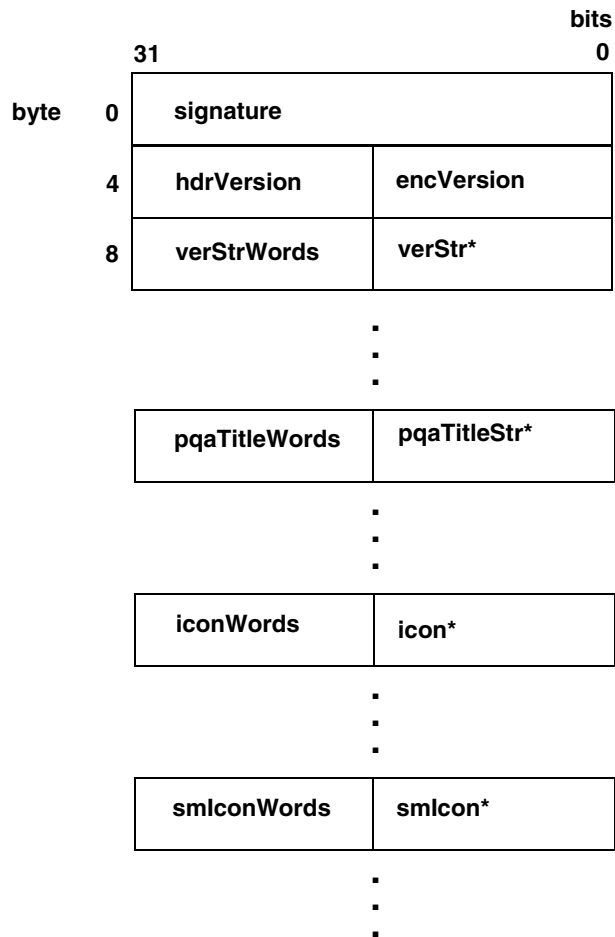 bits
31 0
byte 0 signature
4 hdrVersion encVersion
8 verStrWords verStr*
pqaTitleWords pqaTitleStr*
iconWords icon*
smIconWords smIcon*